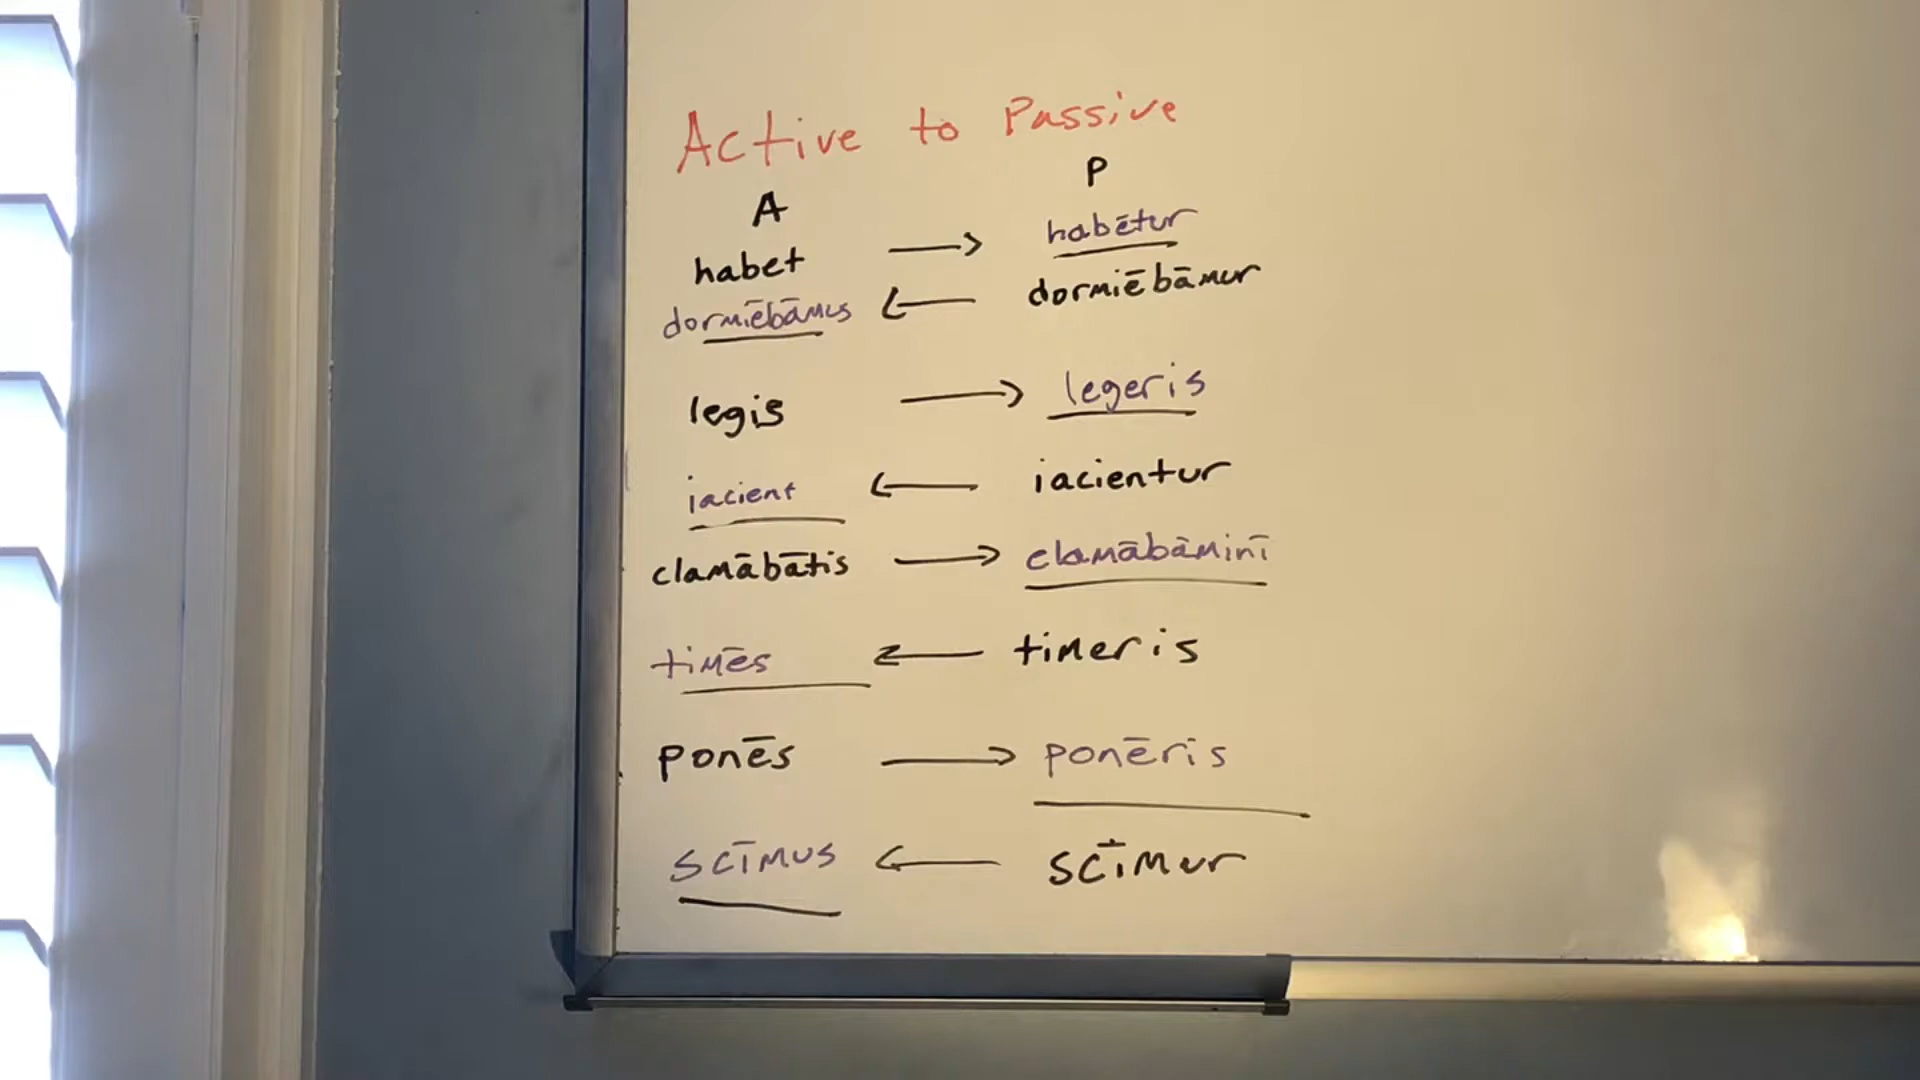 Active to Passive
A P
habet → habētur
dormiēbāmus ← dormiēbāmur
legis → legeris
iacient ← iacientur
clamābātis → clamābāminī
timēs ← timeris
ponēs → ponēris
scīmus ← scīmur